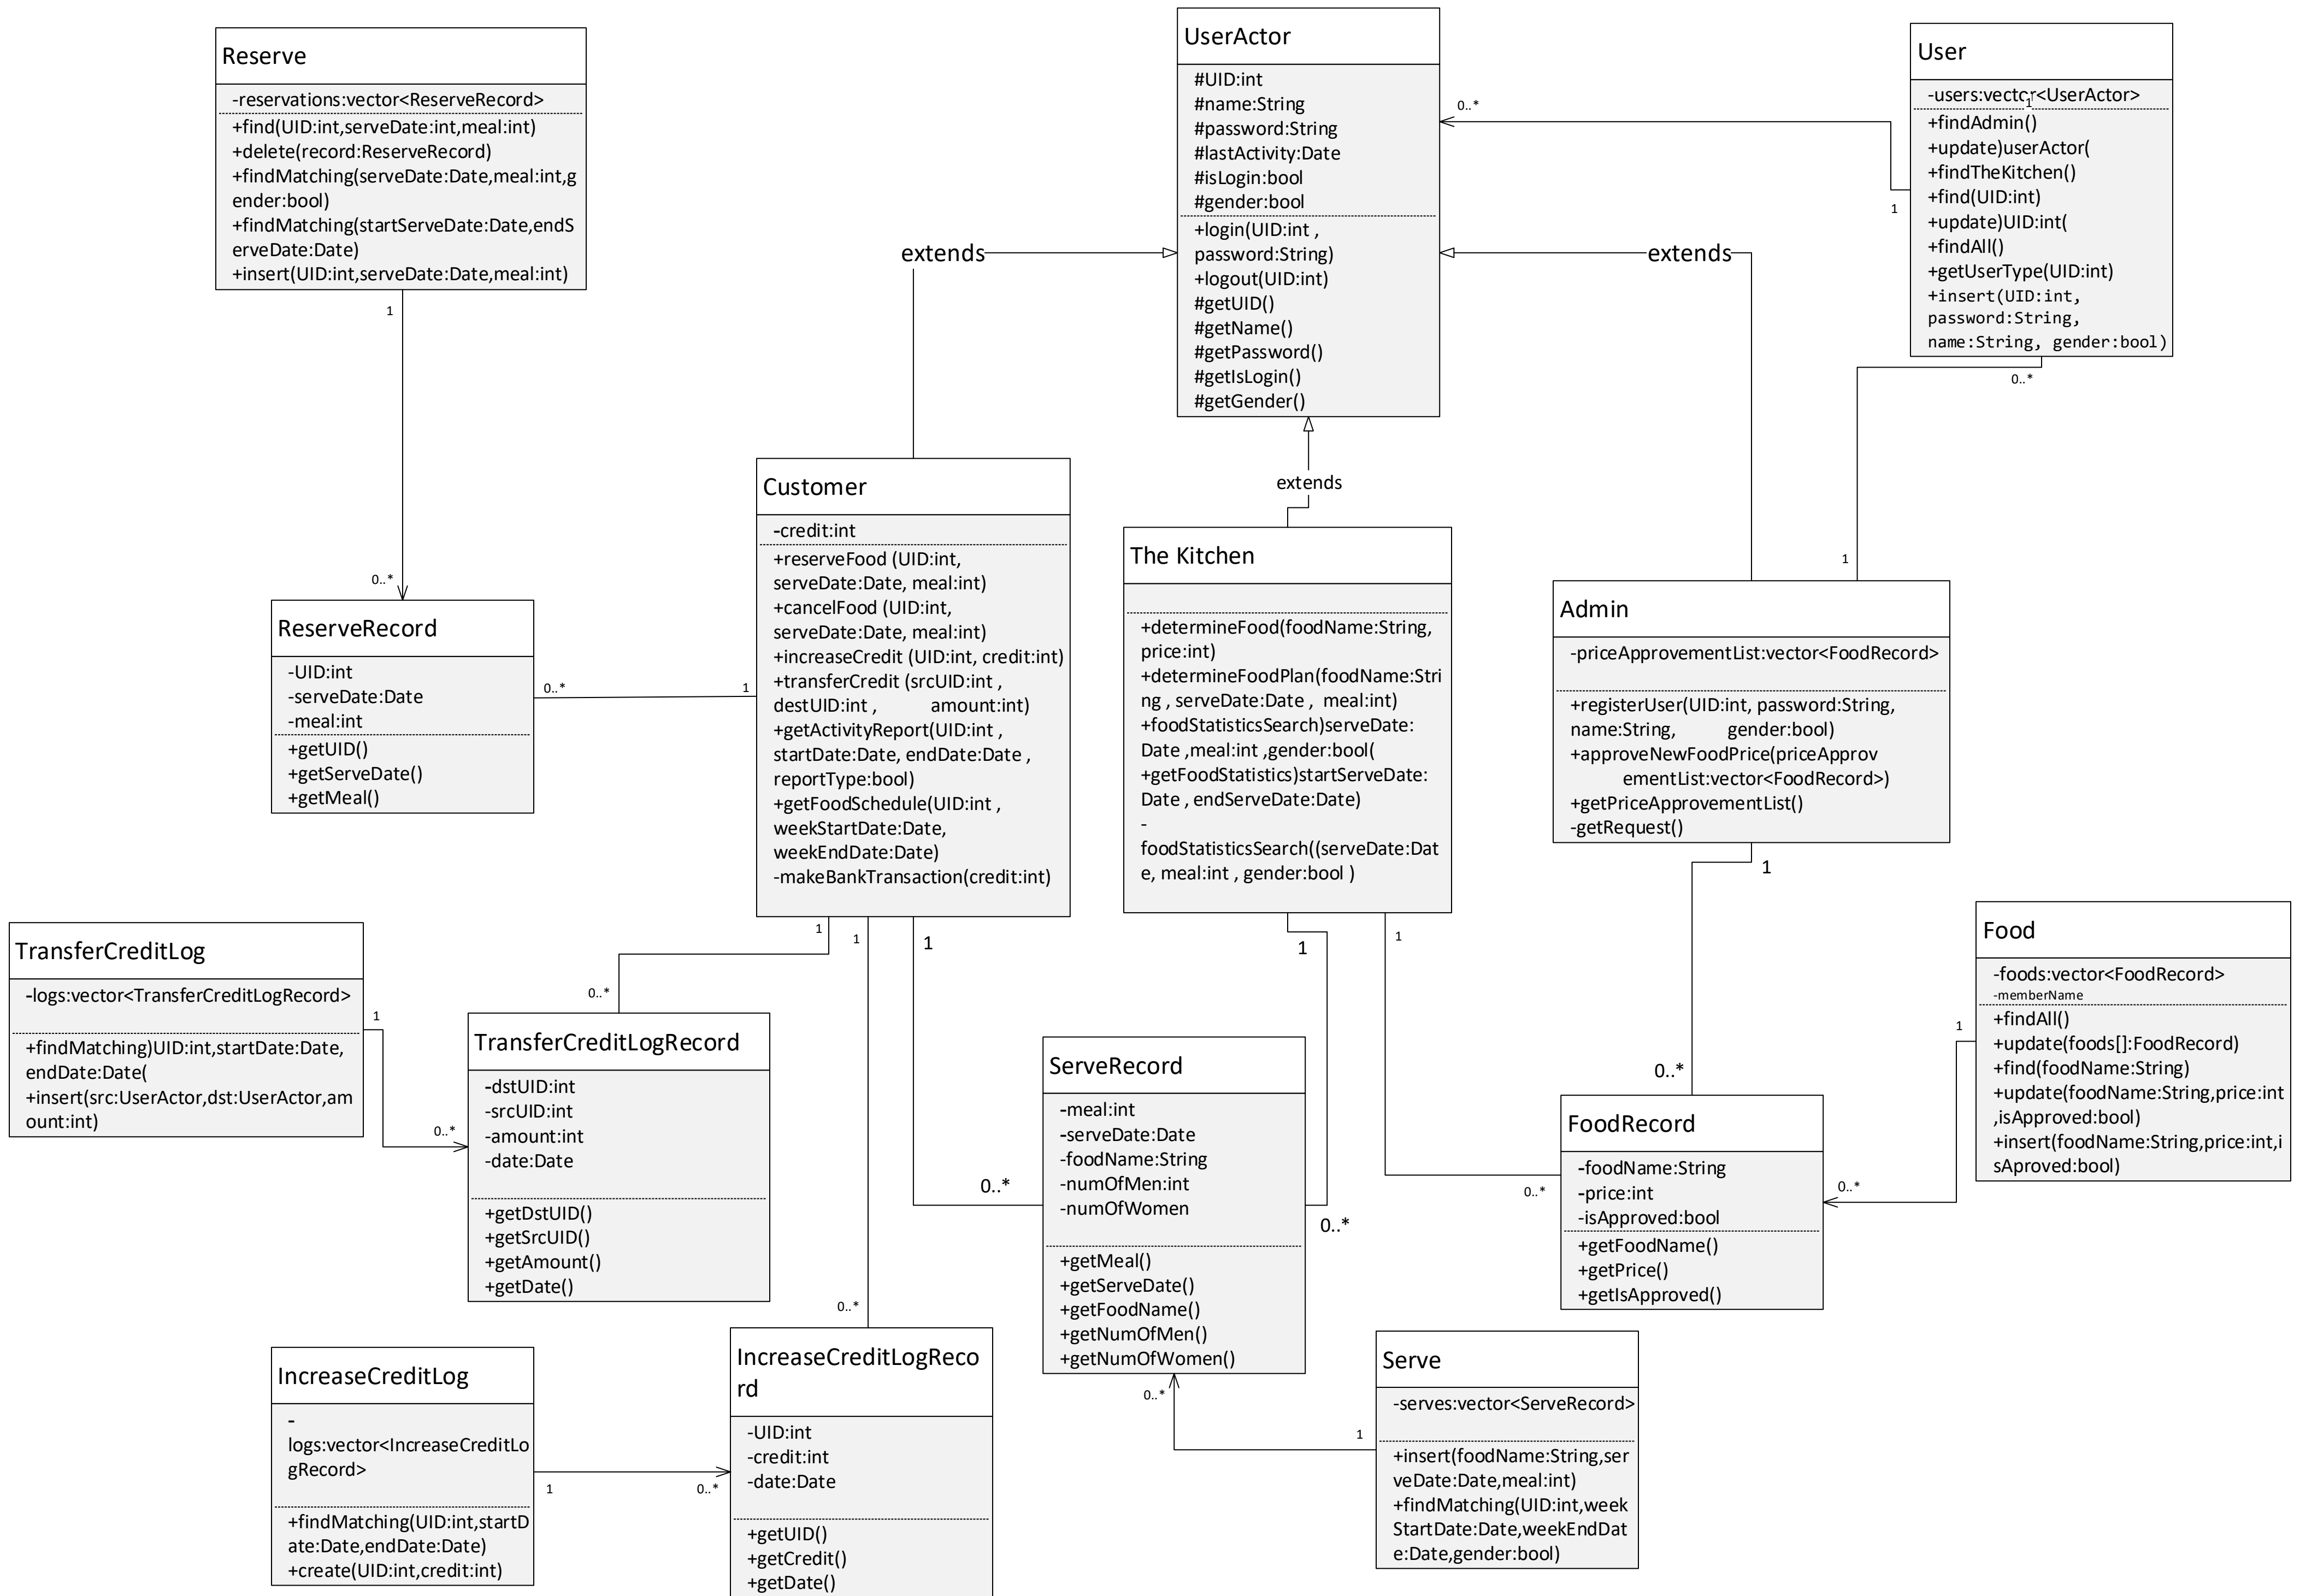 Reserve
-reservations:vector<ReserveRecord>
+find(UID:int,serveDate:int,meal:int)
+delete(record:ReserveRecord)
+findMatching(serveDate:Date,meal:int,g
ender:bool)
+findMatching(startServeDate:Date,endS
erveDate:Date)
+insert(UID:int,serveDate:Date,meal:int)
1
0..*
UserActor
#UID:int
#name:String
#password:String
#lastActivity:Date
#isLogin:bool
#gender:bool
+login(UID:int ,
password:String)
+logout(UID:int)
#getUID()
#getName()
#getPassword()
#getIsLogin()
#getGender()
0..*
1
User
-users:vector<UserActor>
1
+findAdmin()
+update)userActor(
+findTheKitchen()
+find(UID:int)
+update)UID:int(
+findAll()
+getUserType(UID:int)
+insert(UID:int,
password:String,
name:String, gender:bool)
0..*
1
extends
extends
extends
Customer
-credit:int
+reserveFood (UID:int,
serveDate:Date, meal:int)
+cancelFood (UID:int,
serveDate:Date, meal:int)
+increaseCredit (UID:int, credit:int)
+transferCredit (srcUID:int ,
destUID:int , amount:int)
+getActivityReport(UID:int ,
startDate:Date, endDate:Date ,
reportType:bool)
+getFoodSchedule(UID:int ,
weekStartDate:Date,
weekEndDate:Date)
-makeBankTransaction(credit:int)
The Kitchen
+determineFood(foodName:String,
price:int)
+determineFoodPlan(foodName:Stri
ng , serveDate:Date , meal:int)
+foodStatisticsSearch)serveDate:
Date ,meal:int ,gender:bool(
+getFoodStatistics)startServeDate:
Date , endServeDate:Date)
-
foodStatisticsSearch((serveDate:Dat
e, meal:int , gender:bool )
Admin
-priceApprovementList:vector<FoodRecord>
+registerUser(UID:int, password:String,
name:String, gender:bool)
+approveNewFoodPrice(priceApprov
ementList:vector<FoodRecord>)
+getPriceApprovementList()
-getRequest()
ReserveRecord
-UID:int
-serveDate:Date
-meal:int
+getUID()
+getServeDate()
+getMeal()
0..*
1
1
1
1
1
1
1
TransferCreditLog
-logs:vector<TransferCreditLogRecord>
+findMatching)UID:int,startDate:Date,
endDate:Date(
+insert(src:UserActor,dst:UserActor,am
ount:int)
1
0..*
0..*
TransferCreditLogRecord
-dstUID:int
-srcUID:int
-amount:int
-date:Date
+getDstUID()
+getSrcUID()
+getAmount()
+getDate()
ServeRecord
-meal:int
-serveDate:Date
-foodName:String
-numOfMen:int
-numOfWomen
+getMeal()
+getServeDate()
+getFoodName()
+getNumOfMen()
+getNumOfWomen()
0..*
0..*
0..*
0..*
FoodRecord
-foodName:String
-price:int
-isApproved:bool
+getFoodName()
+getPrice()
+getIsApproved()
Food
-foods:vector<FoodRecord>
-memberName
+findAll()
+update(foods[]:FoodRecord)
+find(foodName:String)
+update(foodName:String,price:int
,isApproved:bool)
+insert(foodName:String,price:int,i
sAproved:bool)
1
0..*
IncreaseCreditLog
-
logs:vector<IncreaseCreditLo
gRecord>
+findMatching(UID:int,startD
ate:Date,endDate:Date)
+create(UID:int,credit:int)
1
0..*
0..*
IncreaseCreditLogReco
rd
-UID:int
-credit:int
-date:Date
+getUID()
+getCredit()
+getDate()
0..*
1
Serve
-serves:vector<ServeRecord>
+insert(foodName:String,ser
veDate:Date,meal:int)
+findMatching(UID:int,week
StartDate:Date,weekEndDat
e:Date,gender:bool)